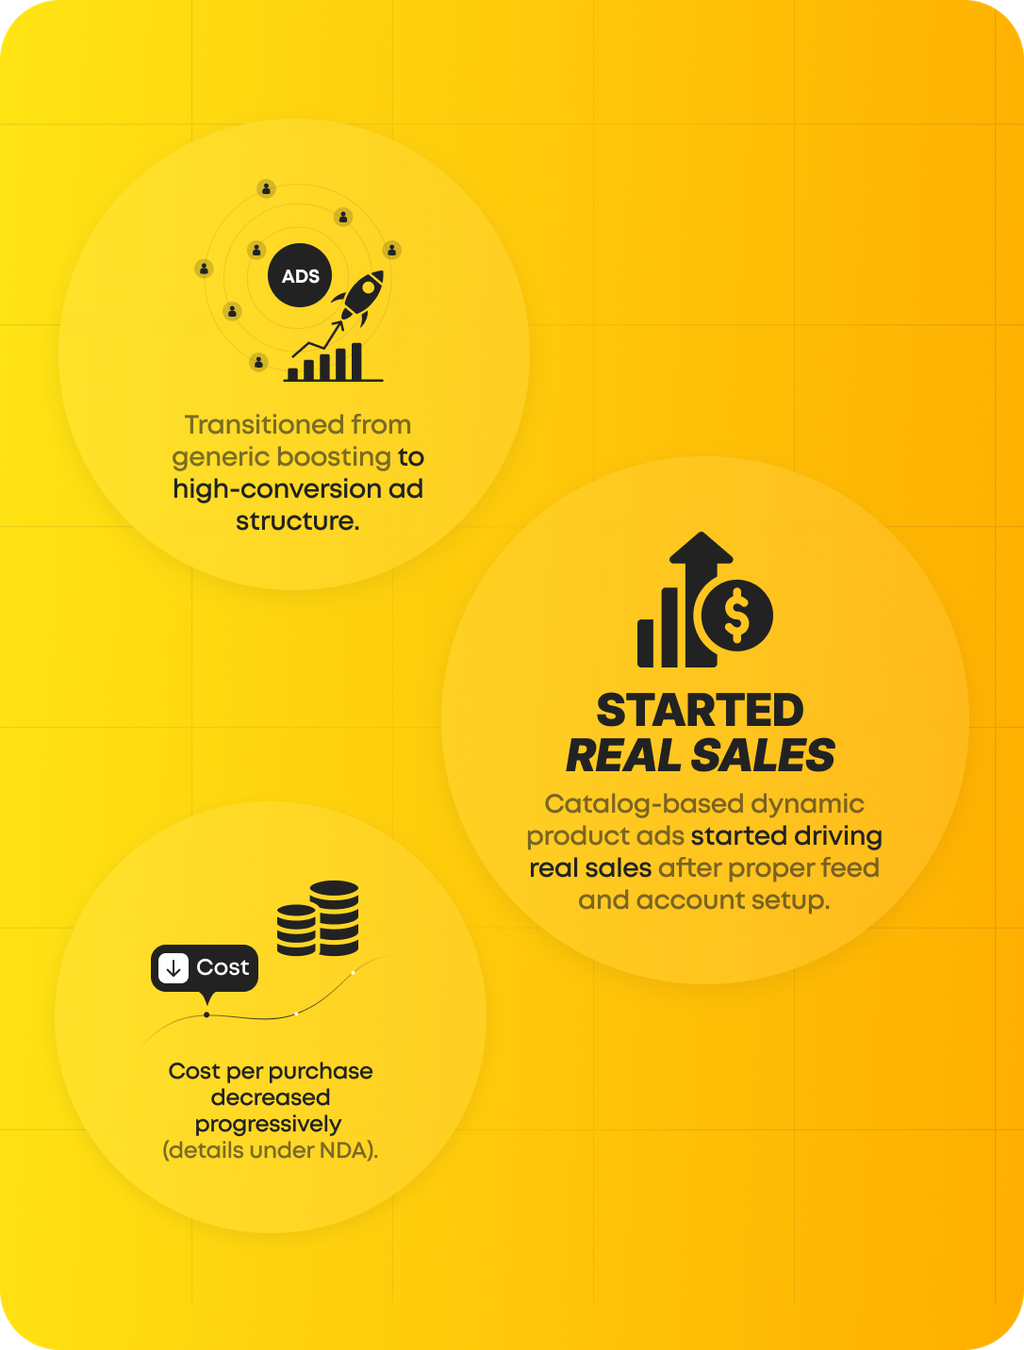 ADS
Transitioned from
generic boosting to
high-conversion ad
structure.
$
STARTED
REAL SALES
Catalog-based dynamic
product ads started driving
real sales after proper feed
and account setup.
Cost
Cost per purchase
decreased
progressively
(details under NDA).